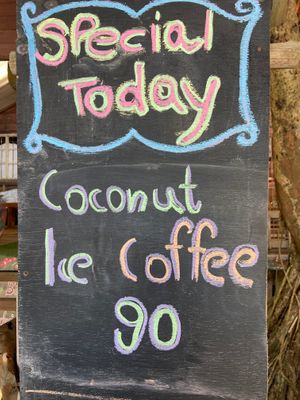 Special
Today
Coconut
Ice Coffee
90